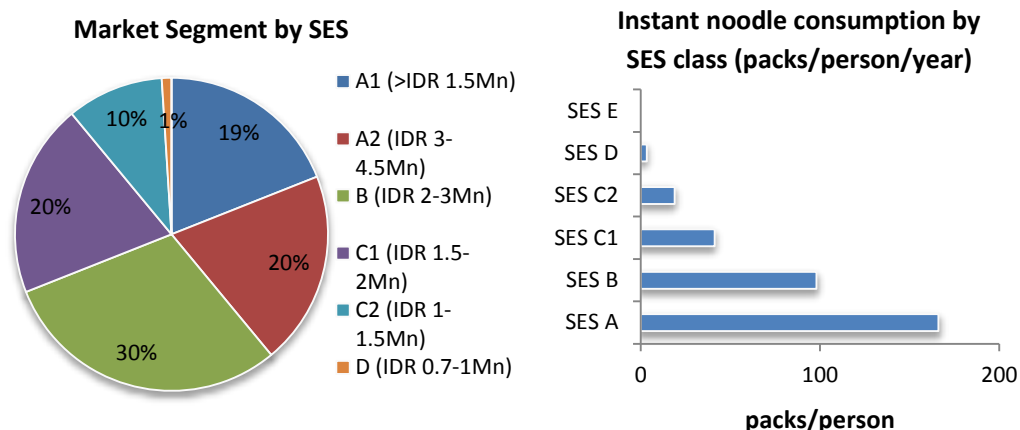 Market Segment by SES
19%
20%
30%
20%
10%
1%
A1 (>IDR 1.5Mn)
A2 (IDR 3-
4.5Mn)
B (IDR 2-3Mn)
C1 (IDR 1.5-
2Mn)
C2 (IDR 1-
1.5Mn)
D (IDR 0.7-1Mn)
Instant noodle consumption by
SES class (packs/person/year)
SES E
SES D
SES C2
SES C1
SES B
SES A
0
100
200
packs/person